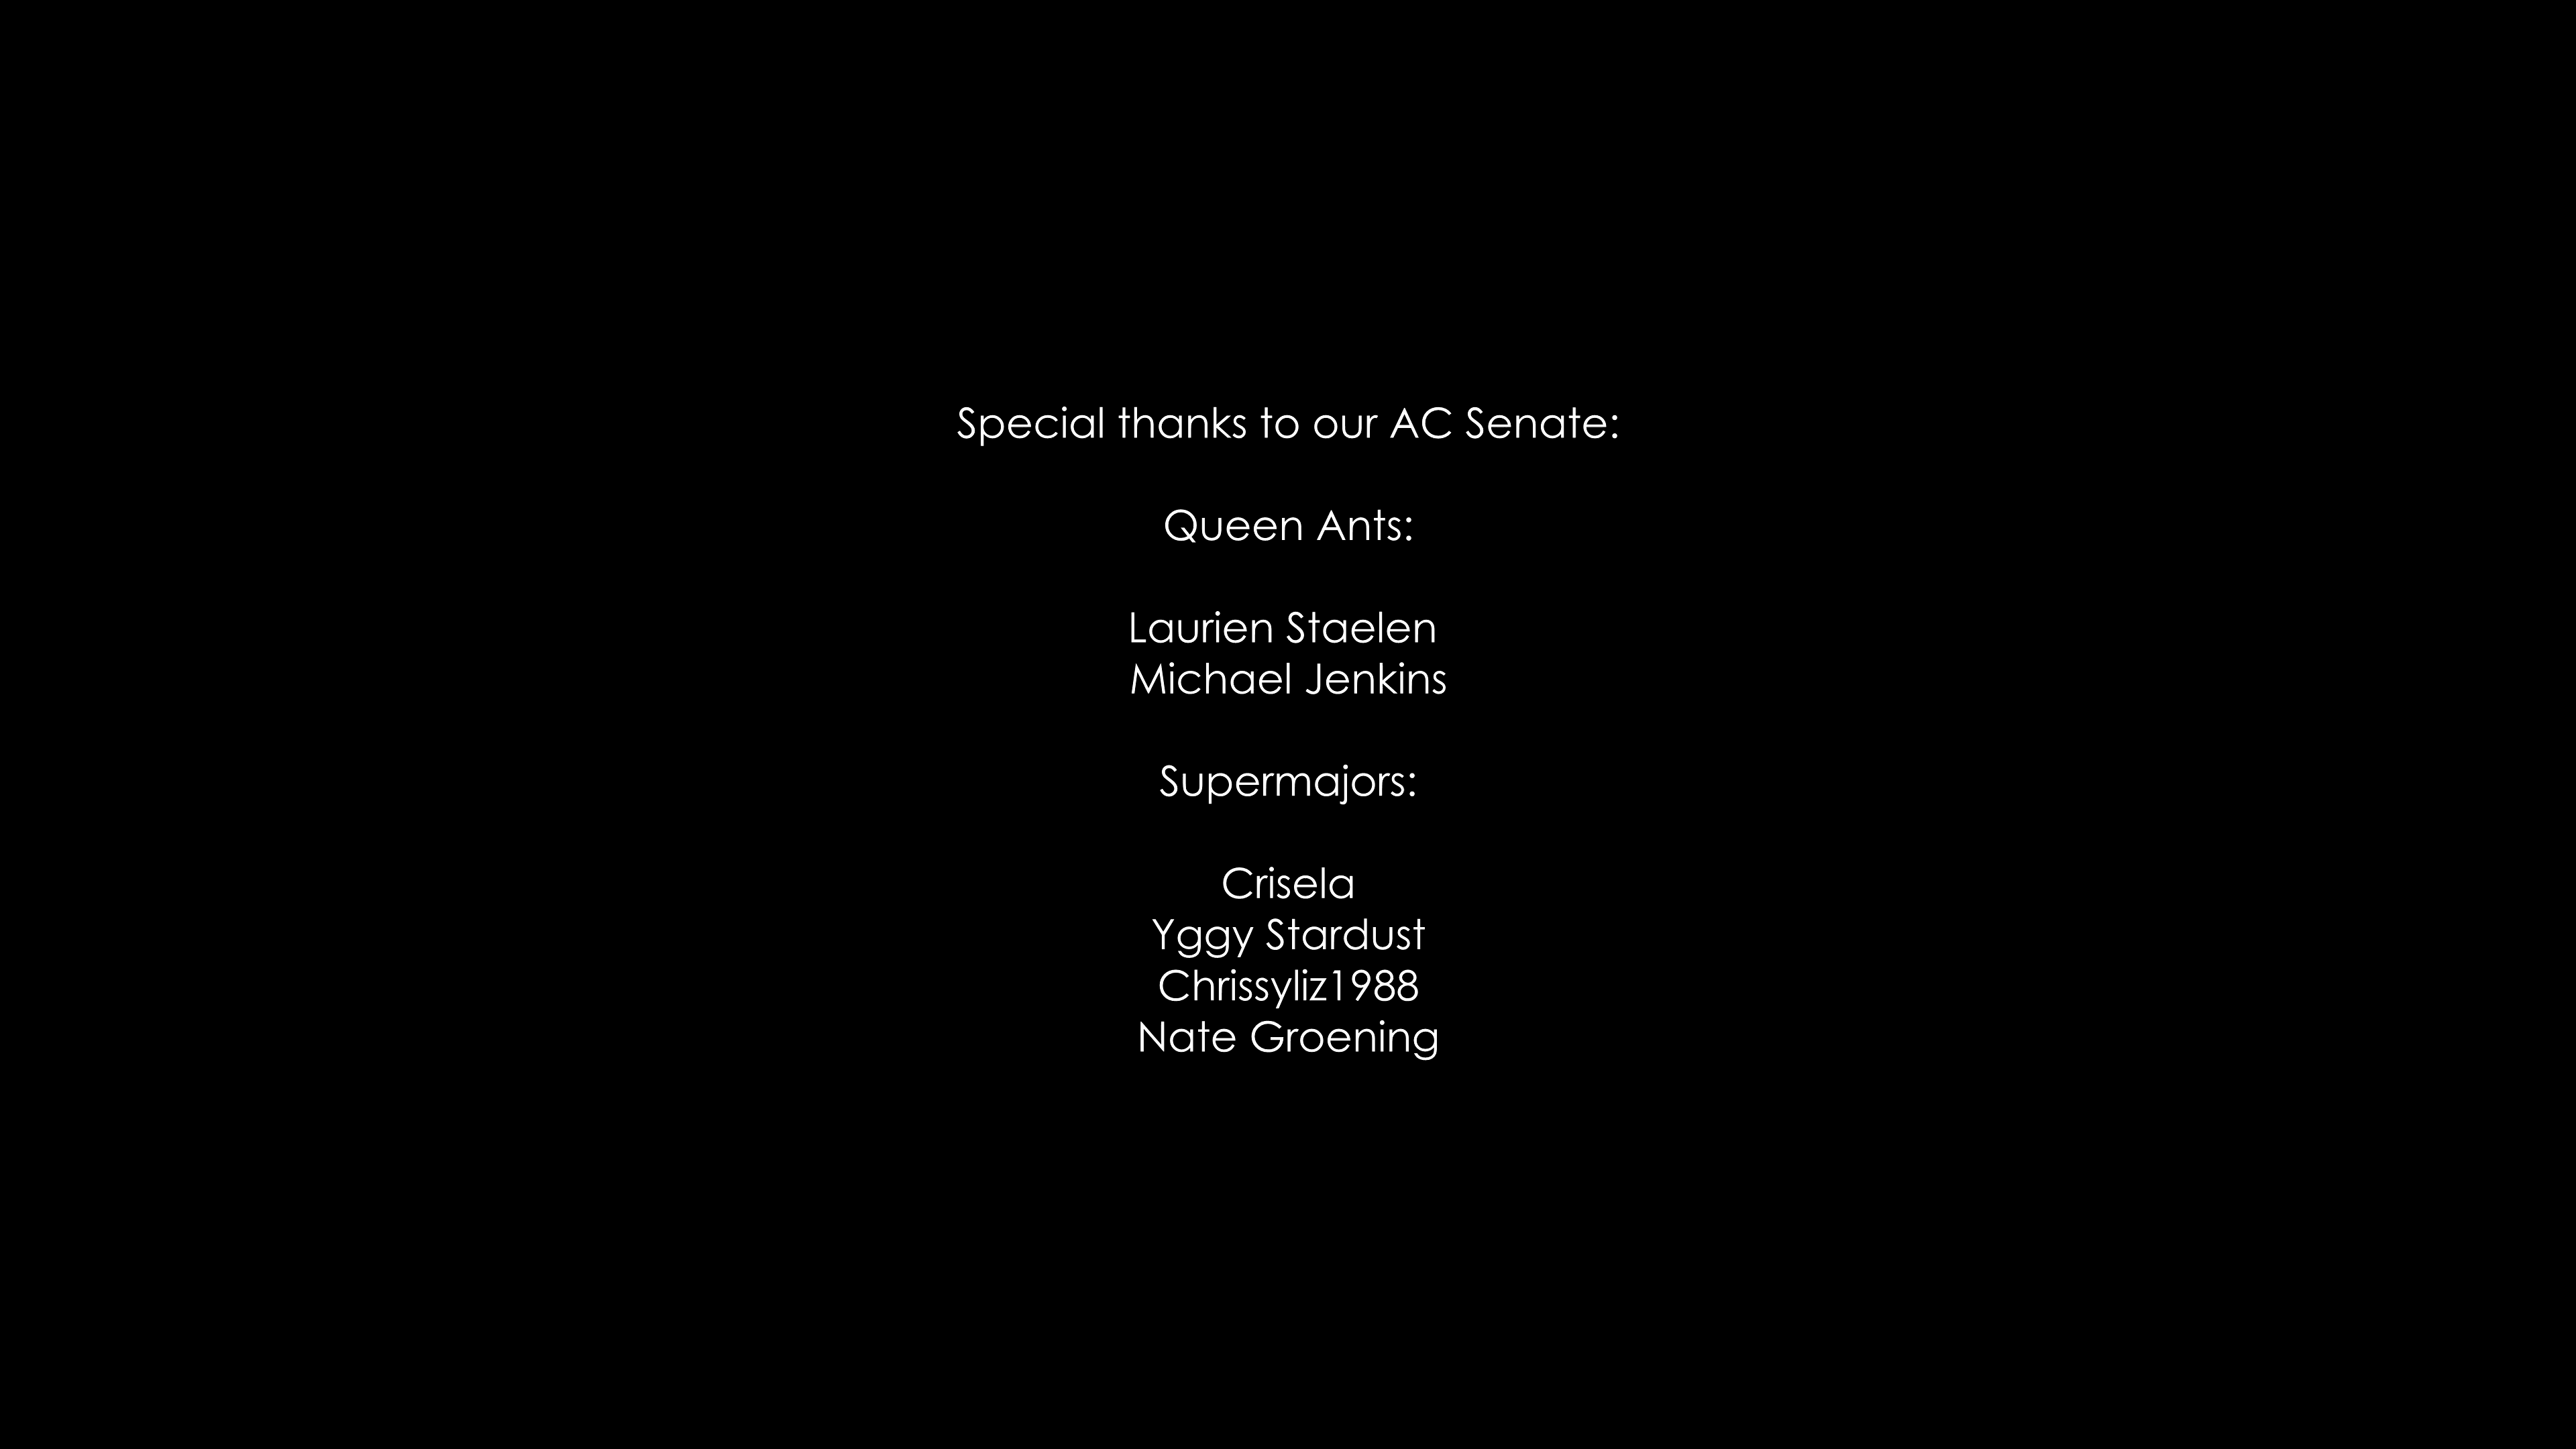 Special thanks to our AC Senate:
Queen Ants:
Laurien Staelen
Michael Jenkins
Supermajors:
Crisela
Yggy Stardust
Chrissyliz1988
Nate Groening